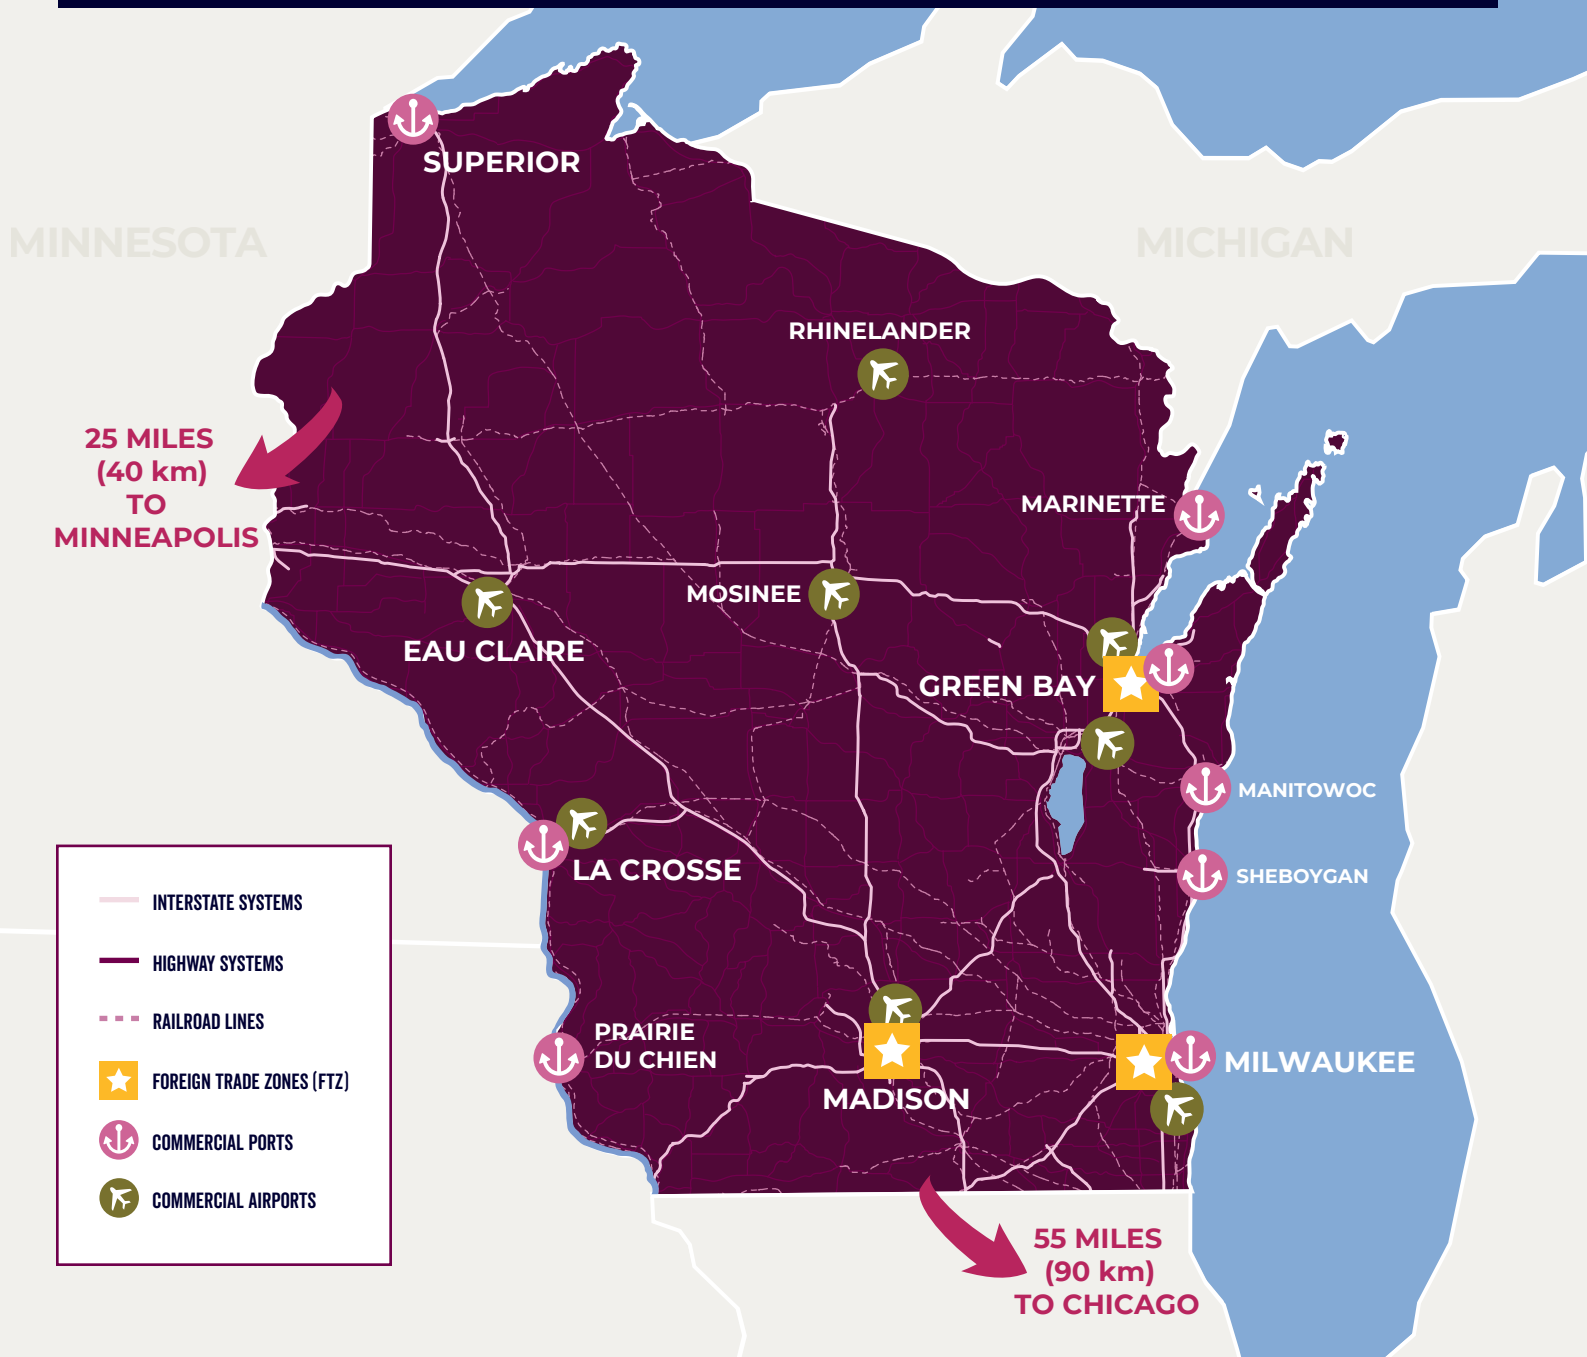 SUPERIOR
MINNESOTA
MICHIGAN
RHINELANDER
25 MILES
(40 km)
TO
MINNEAPOLIS
MARINETTE
MOSINEE
EAU CLAIRE
GREEN BAY
MANITOWOC
LA CROSSE
SHEBOYGAN
INTERSTATE SYSTEMS
HIGHWAY SYSTEMS
RAILROAD LINES
FOREIGN TRADE ZONES (FTZ)
COMMERCIAL PORTS
COMMERCIAL AIRPORTS
PRAIRIE
DU CHIEN
MILWAUKEE
MADISON
55 MILES
(90 km)
TO CHICAGO